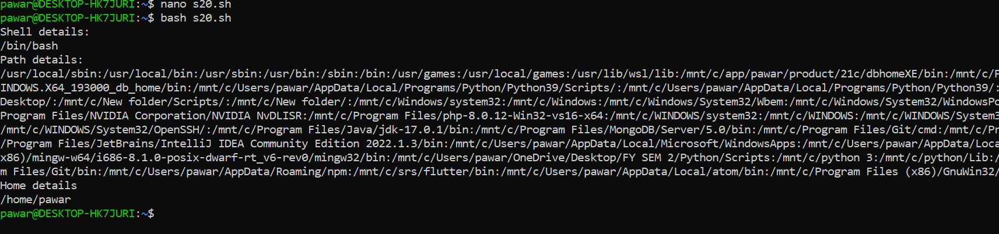 pawar@DESKTOP-HK7JURI:~$ nano s20.sh
pawar@DESKTOP-HK7JURI:~$ bash s20.sh
Shell details:
/bin/bash
Path details:
/usr/local/sbin:/usr/local/bin:/usr/sbin:/usr/bin:/sbin:/bin:/usr/games:/usr/local/games:/usr/lib/wsl/lib:/mnt/c/app/pawar/product/21c/dbhomeXE/bin:/mnt/c/P
INDOWS.X64_193000_db_home/bin:/mnt/c/Users/pawar/AppData/Local/Programs/Python/Python39/Scripts/:/mnt/c/Users/pawar/AppData/Local/Programs/Python/Python39/:
Desktop/:/mnt/c/New folder/Scripts/:/mnt/c/New folder/:/mnt/c/Windows/system32:/mnt/c/Windows:/mnt/c/Windows/System32/Wbem:/mnt/c/Windows/System32/WindowsPo
Program Files/NVIDIA Corporation/NVIDIA NvDLISR:/mnt/c/Program Files/php-8.0.12-Win32-vs16-x64:/mnt/c/WINDOWS/system32:/mnt/c/WINDOWS:/mnt/c/WINDOWS/System3
/mnt/c/WINDOWS/System32/OpenSSH/:/mnt/c/Program Files/Java/jdk-17.0.1/bin:/mnt/c/Program Files/MongoDB/Server/5.0/bin:/mnt/c/Program Files/Git/cmd:/mnt/c/Pr
/Program Files/JetBrains/IntelliJ IDEA Community Edition 2022.1.3/bin:/mnt/c/Users/pawar/AppData/Local/Microsoft/WindowsApps:/mnt/c/Users/pawar/AppData/Loca
x86)/mingw-w64/i686-8.1.0-posix-dwarf-rt_v6-rev0/mingw32/bin:/mnt/c/Users/pawar/OneDrive/Desktop/FY SEM 2/Python/Scripts:/mnt/c/python 3:/mnt/c/python/Lib:/
m Files/Git/bin:/mnt/c/Users/pawar/AppData/Roaming/npm:/mnt/c/srs/flutter/bin:/mnt/c/Users/pawar/AppData/Local/atom/bin:/mnt/c/Program Files (x86)/GnuWin32/
Home details
/home/pawar
pawar@DESKTOP-HK7JURI:~$